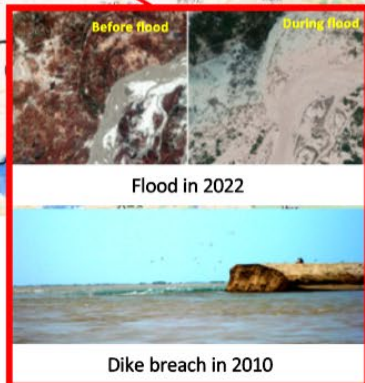 Before flood
During flood
Flood in 2022
Dike breach in 2010